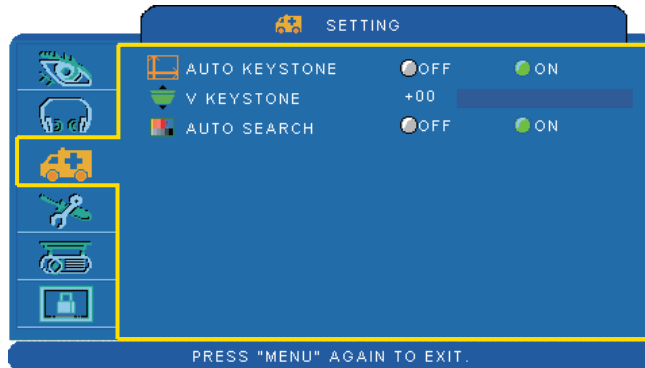 SETTING
AUTO KEYSTONE OFF ON
V KEYSTONE +00
AUTO SEARCH OFF ON
PRESS "MENU" AGAIN TO EXIT.